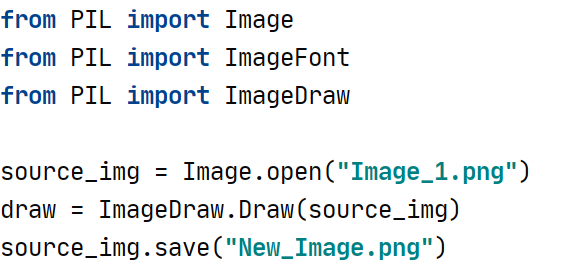 from PIL import Image
from PIL import ImageFont
from PIL import ImageDraw
source_img = Image.open("Image_1.png")
draw = ImageDraw.Draw(source_img)
source_img.save("New_Image.png")